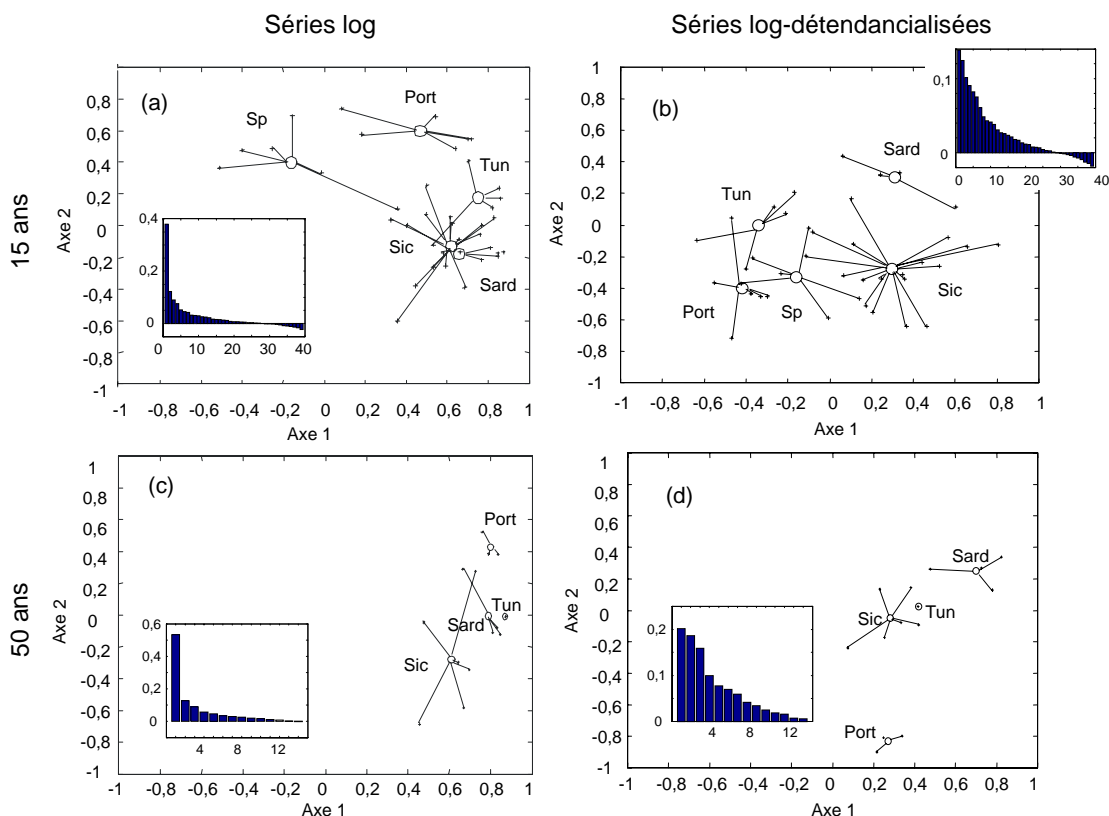 Séries log
Séries log-détendancialisées
15 ans
50 ans
(a)
Port
Sp
Tun
Sic
Sard
1
0,8
0,6
0,4
0,2
0
-0,2
-0,4
-0,6
-0,8
-1
Axe 2
-1 -0,8 -0,6 -0,4 -0,2 0 0,2 0,4 0,6 0,8 1
Axe 1
0,4
0,2
0
0 10 20 30 40
(b)
Sard
Tun
Port
Sp
Sic
1
0,8
0,6
0,4
0,2
0
-0,2
-0,4
-0,6
-0,8
-1
Axe 2
-1 -0,8 -0,6 -0,4 -0,2 0 0,2 0,4 0,6 0,8 1
Axe 1
0,1
0
0 10 20 30 40
(c)
Port
Tun
Sard
Sic
1
0,8
0,6
0,4
0,2
0
-0,2
-0,4
-0,6
-0,8
-1
Axe 2
-1 -0,8 -0,6 -0,4 -0,2 0 0,2 0,4 0,6 0,8 1
Axe 1
0,6
0,4
0,2
0
4 8 12
(d)
Sard
Sic
Tun
Port
1
0,8
0,6
0,4
0,2
0
-0,2
-0,4
-0,6
-0,8
-1
Axe 2
-1 -0,8 -0,6 -0,4 -0,2 0 0,2 0,4 0,6 0,8 1
Axe 1
0,2
0,1
0
4 8 12